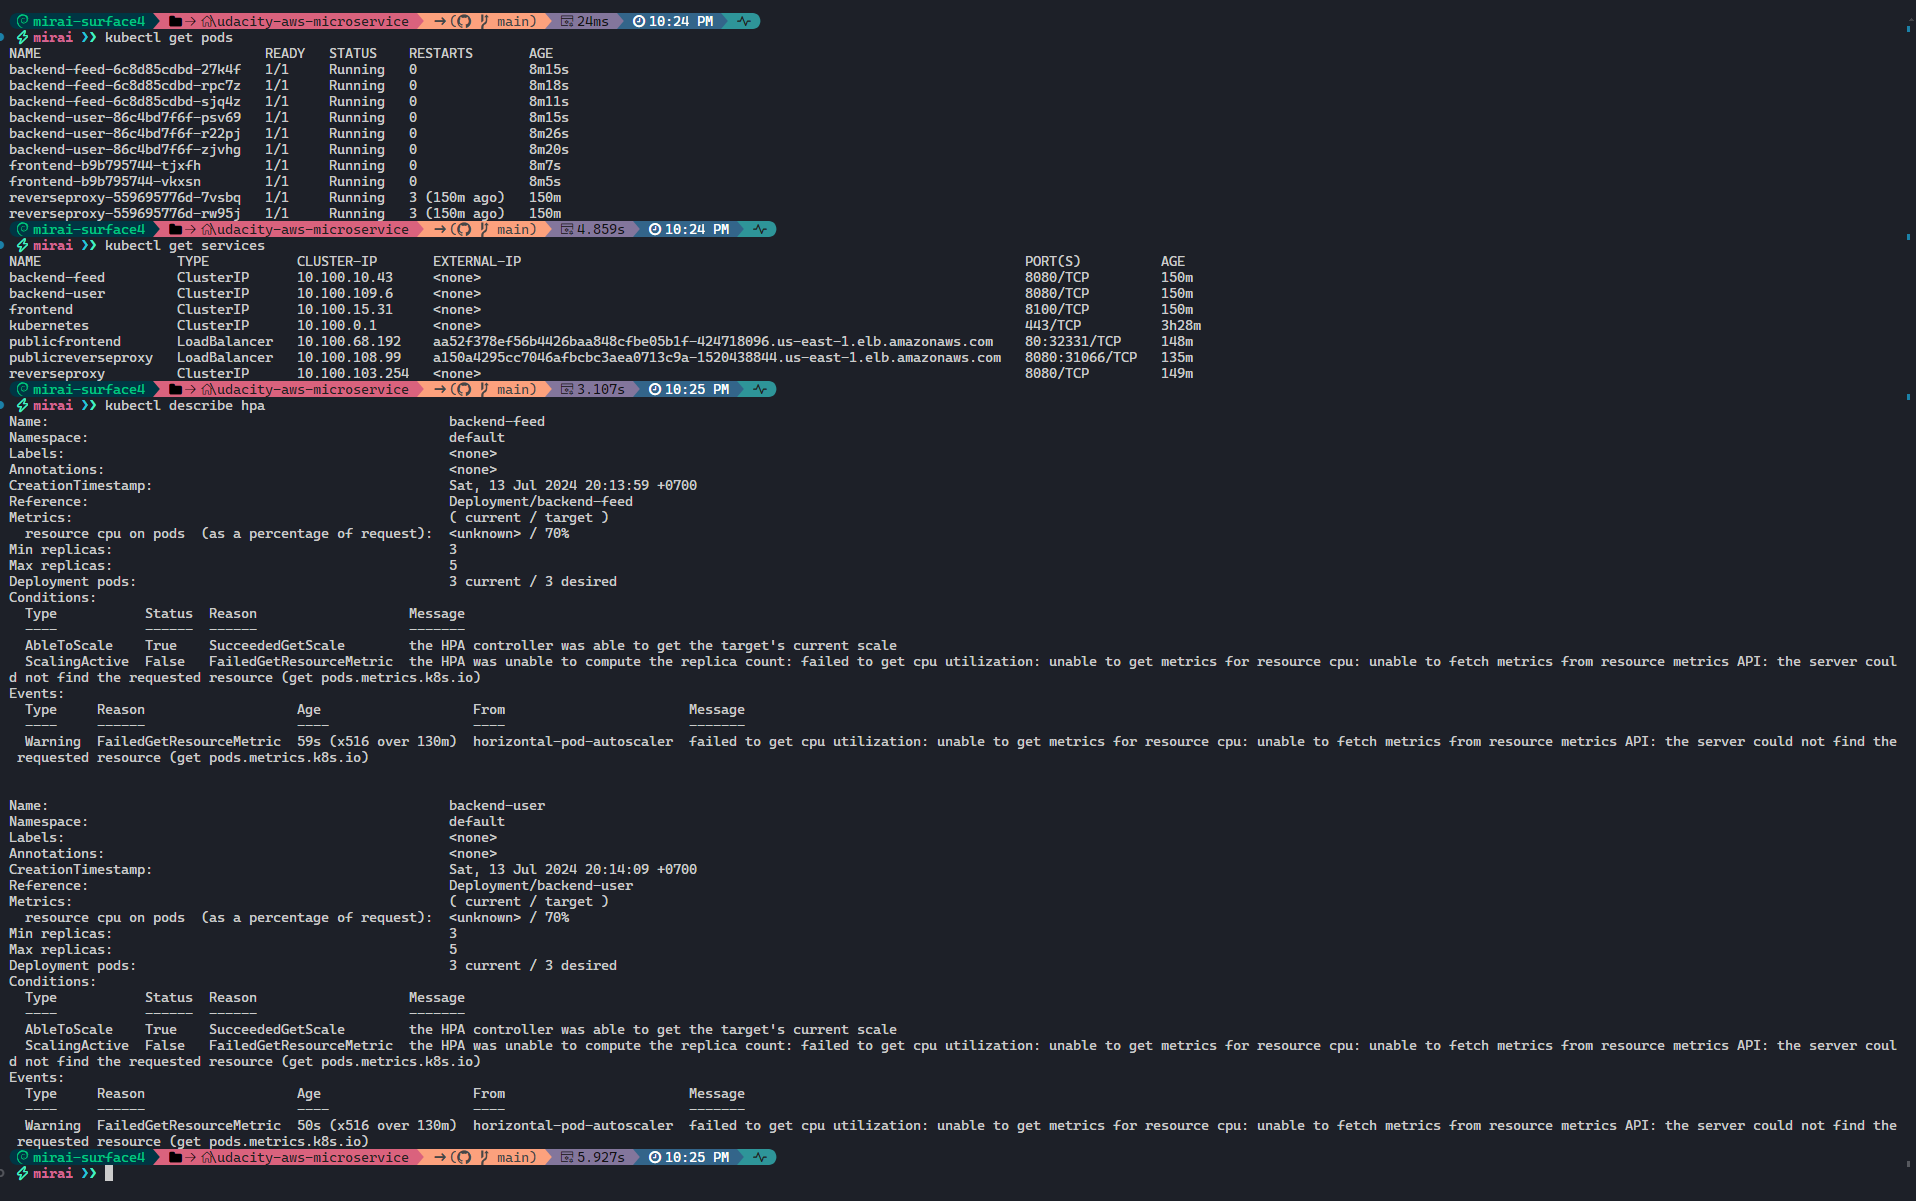 mirai-surface4 → \udacity-aws-microservice →( main) 24ms 10:24 PM
mirai ❯❯ kubectl get pods
NAME READY STATUS RESTARTS AGE
backend-feed-6c8d85cdbd-27k4f 1/1 Running 0 8m15s
backend-feed-6c8d85cdbd-rpc7z 1/1 Running 0 8m18s
backend-feed-6c8d85cdbd-sjq4z 1/1 Running 0 8m11s
backend-user-86c4bd7f6f-psv69 1/1 Running 0 8m15s
backend-user-86c4bd7f6f-r22pj 1/1 Running 0 8m26s
backend-user-86c4bd7f6f-zjvhg 1/1 Running 0 8m20s
frontend-b9b795744-tjxfh 1/1 Running 0 8m7s
frontend-b9b795744-vkxsn 1/1 Running 0 8m5s
reverseproxy-559695776d-7vsbq 1/1 Running 3 (150m ago) 150m
reverseproxy-559695776d-rw95j 1/1 Running 3 (150m ago) 150m
mirai-surface4 → \udacity-aws-microservice →( main) 4.859s 10:24 PM
mirai ❯❯ kubectl get services
NAME TYPE CLUSTER-IP EXTERNAL-IP PORT(S) AGE
backend-feed ClusterIP 10.100.10.43 <none> 8080/TCP 150m
backend-user ClusterIP 10.100.109.6 <none> 8080/TCP 150m
frontend ClusterIP 10.100.15.31 <none> 8100/TCP 150m
kubernetes ClusterIP 10.100.0.1 <none> 443/TCP 3h28m
publicfrontend LoadBalancer 10.100.68.192 aa52f378ef56b4426baa848cfbe05b1f-424718096.us-east-1.elb.amazonaws.com 80:32331/TCP 148m
publicreverseproxy LoadBalancer 10.100.108.99 a150a4295cc7046afbcbc3aea0713c9a-1520438844.us-east-1.elb.amazonaws.com 8080:31066/TCP 135m
reverseproxy ClusterIP 10.100.103.254 <none> 8080/TCP 149m
mirai-surface4 → \udacity-aws-microservice →( main) 3.107s 10:25 PM
mirai ❯❯ kubectl describe hpa
Name: backend-feed
Namespace: default
Labels: <none>
Annotations: <none>
CreationTimestamp: Sat, 13 Jul 2024 20:13:59 +0700
Reference: Deployment/backend-feed
Metrics: ( current / target )
resource cpu on pods (as a percentage of request): <unknown> / 70%
Min replicas: 3
Max replicas: 5
Deployment pods: 3 current / 3 desired
Conditions:
Type Status Reason Message
---- ------ ------ -------
AbleToScale True SucceededGetScale the HPA controller was able to get the target's current scale
ScalingActive False FailedGetResourceMetric the HPA was unable to compute the replica count: failed to get cpu utilization: unable to get metrics for resource cpu: unable to fetch metrics from resource metrics API: the server coul
d not find the requested resource (get pods.metrics.k8s.io)
Events:
Type Reason Age From Message
---- ------ ---- ---- -------
Warning FailedGetResourceMetric 59s (x516 over 130m) horizontal-pod-autoscaler failed to get cpu utilization: unable to get metrics for resource cpu: unable to fetch metrics from resource metrics API: the server could not find the
requested resource (get pods.metrics.k8s.io)
Name: backend-user
Namespace: default
Labels: <none>
Annotations: <none>
CreationTimestamp: Sat, 13 Jul 2024 20:14:09 +0700
Reference: Deployment/backend-user
Metrics: ( current / target )
resource cpu on pods (as a percentage of request): <unknown> / 70%
Min replicas: 3
Max replicas: 5
Deployment pods: 3 current / 3 desired
Conditions:
Type Status Reason Message
---- ------ ------ -------
AbleToScale True SucceededGetScale the HPA controller was able to get the target's current scale
ScalingActive False FailedGetResourceMetric the HPA was unable to compute the replica count: failed to get cpu utilization: unable to get metrics for resource cpu: unable to fetch metrics from resource metrics API: the server coul
d not find the requested resource (get pods.metrics.k8s.io)
Events:
Type Reason Age From Message
---- ------ ---- ---- -------
Warning FailedGetResourceMetric 50s (x516 over 130m) horizontal-pod-autoscaler failed to get cpu utilization: unable to get metrics for resource cpu: unable to fetch metrics from resource metrics API: the server could not find the
requested resource (get pods.metrics.k8s.io)
mirai-surface4 → \udacity-aws-microservice →( main) 5.927s 10:25 PM
mirai ❯❯